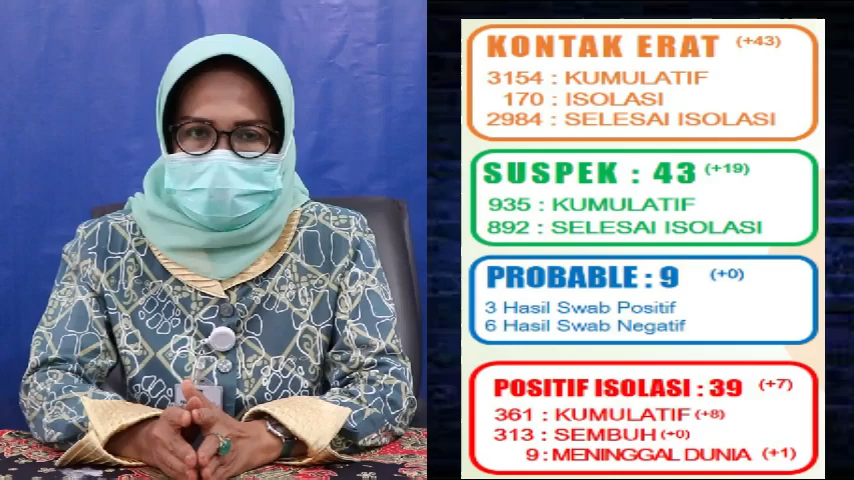 KONTAK ERAT (+43)
3154 : KUMULATIF
170 : ISOLASI
2984 : SELESAI ISOLASI
SUSPEK : 43 (+19)
935 : KUMULATIF
892 : SELESAI ISOLASI
PROBABLE : 9 (+0)
3 Hasil Swab Positif
6 Hasil Swab Negatif
POSITIF ISOLASI : 39 (+7)
361 : KUMULATIF (+8)
313 : SEMBUH (+0)
9 : MENINGGAL DUNIA (+1)